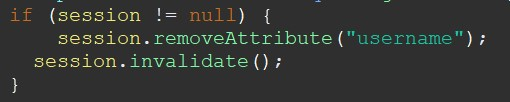 if (session != null) {
session.removeAttribute("username");
session.invalidate();
}